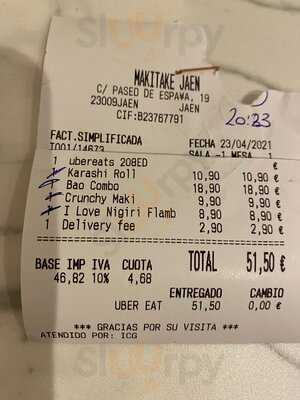 MAKITAKE JAEN
C/ PASEO DE ESPAÑA, 19
23009JAEN JAEN
CIF:B23767791
20:23
FACT.SIMPLIFICADA FECHA 23/04/2021
T001/14673 SALA -1 MESA 1
1 ubereats 208ED €
Karashi Roll 10,90 10,90 €
Bao Combo 18,90 18,90 €
Crunchy Maki 9,90 9,90 €
I Love Nigiri Flamb 8,90 8,90 €
1 Delivery fee 2,90 2,90 €
BASE IMP IVA CUOTA TOTAL 51,50 €
46,82 10% 4,68
ENTREGADO CAMBIO
UBER EAT 51,50 0,00 €
*** GRACIAS POR SU VISITA ***
ATENDIDO POR: ICG